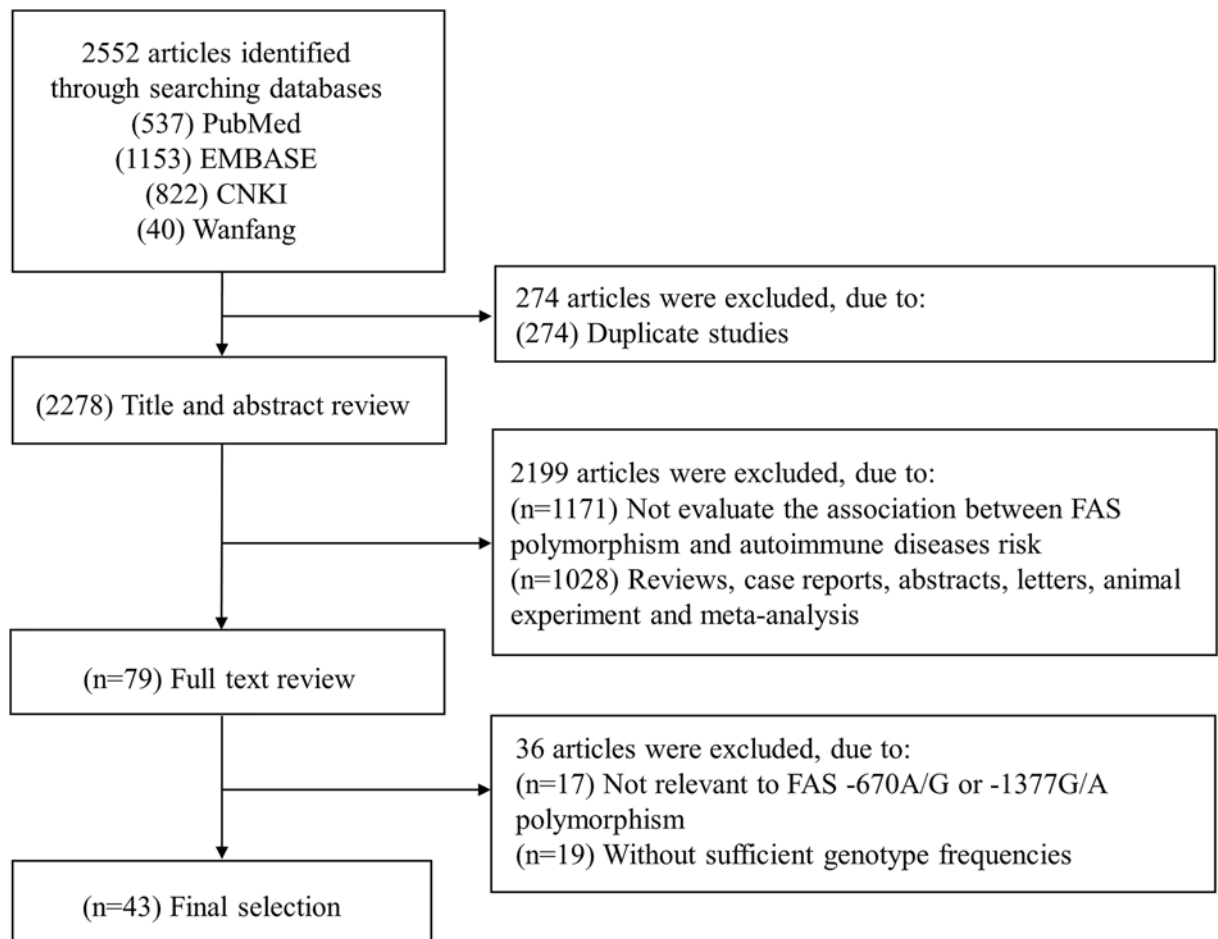 2552 articles identified
through searching databases
(537) PubMed
(1153) EMBASE
(822) CNKI
(40) Wanfang
274 articles were excluded, due to:
(274) Duplicate studies
(2278) Title and abstract review
2199 articles were excluded, due to:
(n=1171) Not evaluate the association between FAS
polymorphism and autoimmune diseases risk
(n=1028) Reviews, case reports, abstracts, letters, animal
experiment and meta-analysis
(n=79) Full text review
36 articles were excluded, due to:
(n=17) Not relevant to FAS -670A/G or -1377G/A
polymorphism
(n=19) Without sufficient genotype frequencies
(n=43) Final selection